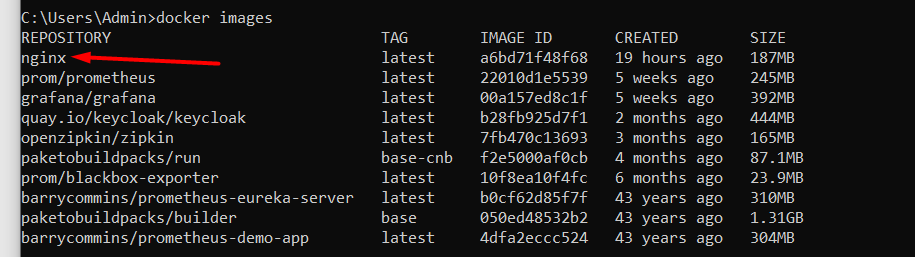 C:\Users\Admin>docker images
REPOSITORY TAG IMAGE ID CREATED SIZE
nginx latest a6bd71f48f68 19 hours ago 187MB
prom/prometheus latest 22010d1e5539 5 weeks ago 245MB
grafana/grafana latest 00a157ed8c1f 5 weeks ago 392MB
quay.io/keycloak/keycloak latest b28fb925d7f1 2 months ago 444MB
openzipkin/zipkin latest 7fb470c13693 3 months ago 165MB
paketobuildpacks/run base-cnb f2e5000af0cb 4 months ago 87.1MB
prom/blackbox-exporter latest 10f8ea10f4fc 6 months ago 23.9MB
barrycommins/prometheus-eureka-server latest b0cf62d85f7f 43 years ago 310MB
paketobuildpacks/builder base 050ed48532b2 43 years ago 1.31GB
barrycommins/prometheus-demo-app latest 4dfa2eccc524 43 years ago 304MB